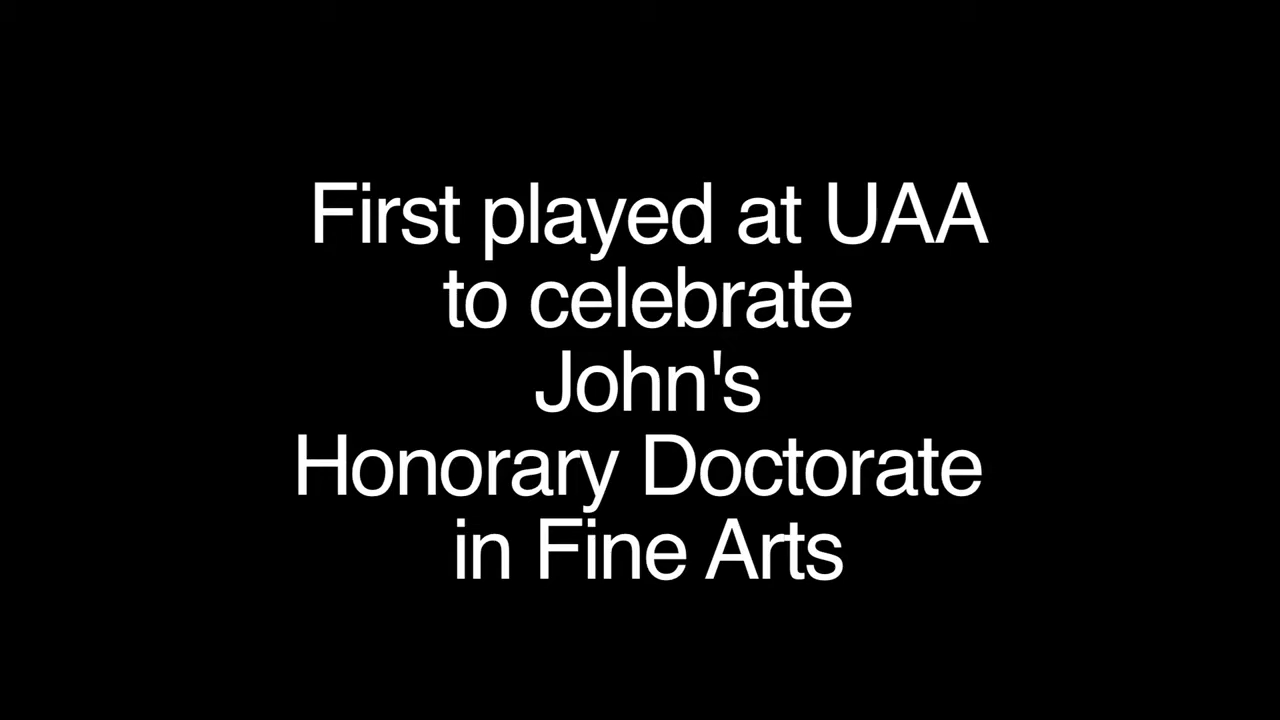 First played at UAA
to celebrate
John's
Honorary Doctorate
in Fine Arts